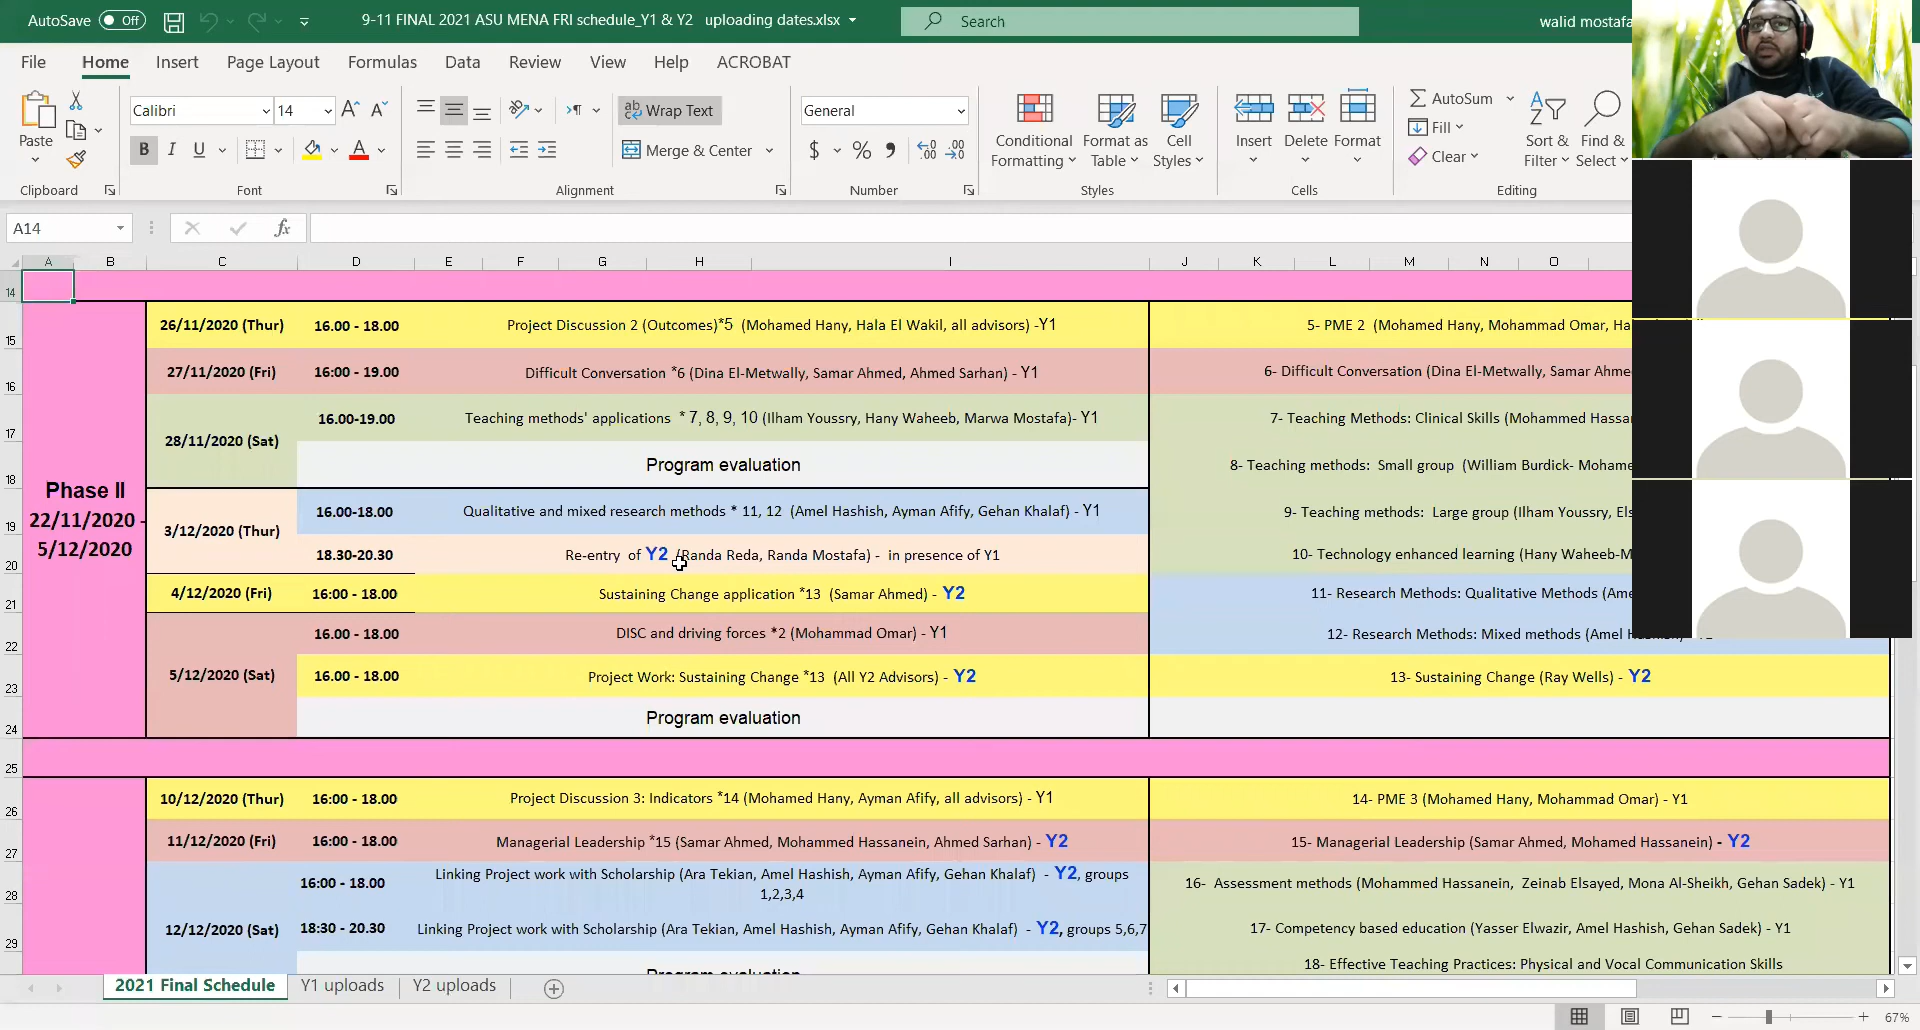 AutoSave Off 9-11 FINAL 2021 ASU MENA FRI schedule_Y1 & Y2 uploading dates.xlsx Search walid mostafa
File Home Insert Page Layout Formulas Data Review View Help ACROBAT
Calibri 14 Wrap Text General AutoSum
Paste Fill
B I U Merge & Center $ % Conditional Formatting Format as Table Cell Styles Insert Delete Format Clear Sort & Filter Find & Select
Clipboard Font Alignment Number Styles Cells Editing
A14 fx
A B C D E F G H I J K L M N O
14
Phase II
22/11/2020 -
5/12/2020
15 26/11/2020 (Thur) 16.00 - 18.00 Project Discussion 2 (Outcomes)*5 (Mohamed Hany, Hala El Wakil, all advisors) -Y1 5- PME 2 (Mohamed Hany, Mohammad Omar,
16 27/11/2020 (Fri) 16:00 - 19.00 Difficult Conversation *6 (Dina El-Metwally, Samar Ahmed, Ahmed Sarhan) - Y1 6- Difficult Conversation (Dina El-Metwally, Samar
17 28/11/2020 (Sat) 16.00-19.00 Teaching methods' applications * 7, 8, 9, 10 (Ilham Youssry, Hany Waheeb, Marwa Mostafa)- Y1 7- Teaching Methods: Clinical Skills (Mohammed
18 Program evaluation 8- Teaching methods: Small group (William Burdick-
19 3/12/2020 (Thur) 16.00-18.00 Qualitative and mixed research methods * 11, 12 (Amel Hashish, Ayman Afify, Gehan Khalaf) - Y1 9- Teaching methods: Large group (Ilham Youssry,
20 18.30-20.30 Re-entry of Y2 (Randa Reda, Randa Mostafa) - in presence of Y1 10- Technology enhanced learning (Hany
21 4/12/2020 (Fri) 16:00 - 18.00 Sustaining Change application *13 (Samar Ahmed) - Y2 11- Research Methods: Qualitative Methods
22 5/12/2020 (Sat) 16.00 - 18.00 DISC and driving forces *2 (Mohammad Omar) - Y1 12- Research Methods: Mixed methods (Amel
23 16.00 - 18.00 Project Work: Sustaining Change *13 (All Y2 Advisors) - Y2 13- Sustaining Change (Ray Wells) - Y2
24 Program evaluation
25
26 10/12/2020 (Thur) 16:00 - 18.00 Project Discussion 3: Indicators *14 (Mohamed Hany, Ayman Afify, all advisors) - Y1 14- PME 3 (Mohamed Hany, Mohammad Omar) - Y1
27 11/12/2020 (Fri) 16:00 - 18.00 Managerial Leadership *15 (Samar Ahmed, Mohammed Hassanein, Ahmed Sarhan) - Y2 15- Managerial Leadership (Samar Ahmed, Mohamed Hassanein) - Y2
28 12/12/2020 (Sat) 16:00 - 18.00 Linking Project work with Scholarship (Ara Tekian, Amel Hashish, Ayman Afify, Gehan Khalaf) - Y2, groups
1,2,3,4 16- Assessment methods (Mohammed Hassanein, Zeinab Elsayed, Mona Al-Sheikh, Gehan Sadek) - Y1
29 18:30 - 20.30 Linking Project work with Scholarship (Ara Tekian, Amel Hashish, Ayman Afify, Gehan Khalaf) - Y2, groups 5,6,7 17- Competency based education (Yasser Elwazir, Amel Hashish, Gehan Sadek) - Y1
Program evaluation 18- Effective Teaching Practices: Physical and Vocal Communication Skills
2021 Final Schedule Y1 uploads Y2 uploads
67%